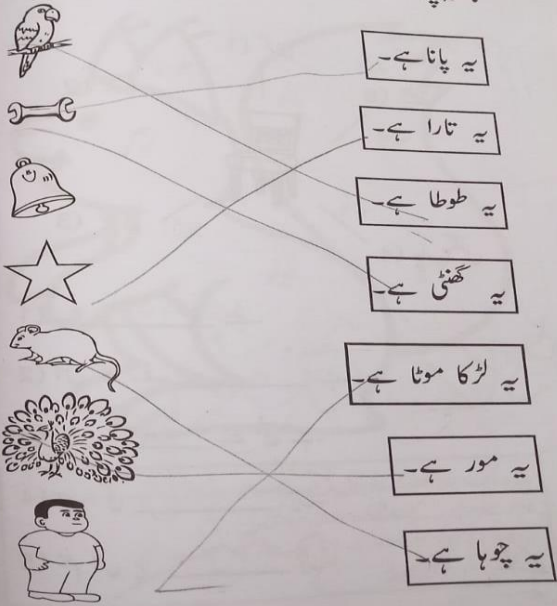 یہ پانا ہے۔
یہ تارا ہے۔
یہ طوطا ہے۔
یہ گھنٹی ہے۔
یہ لڑکا موٹا ہے۔
یہ مور ہے۔
یہ چوہا ہے۔